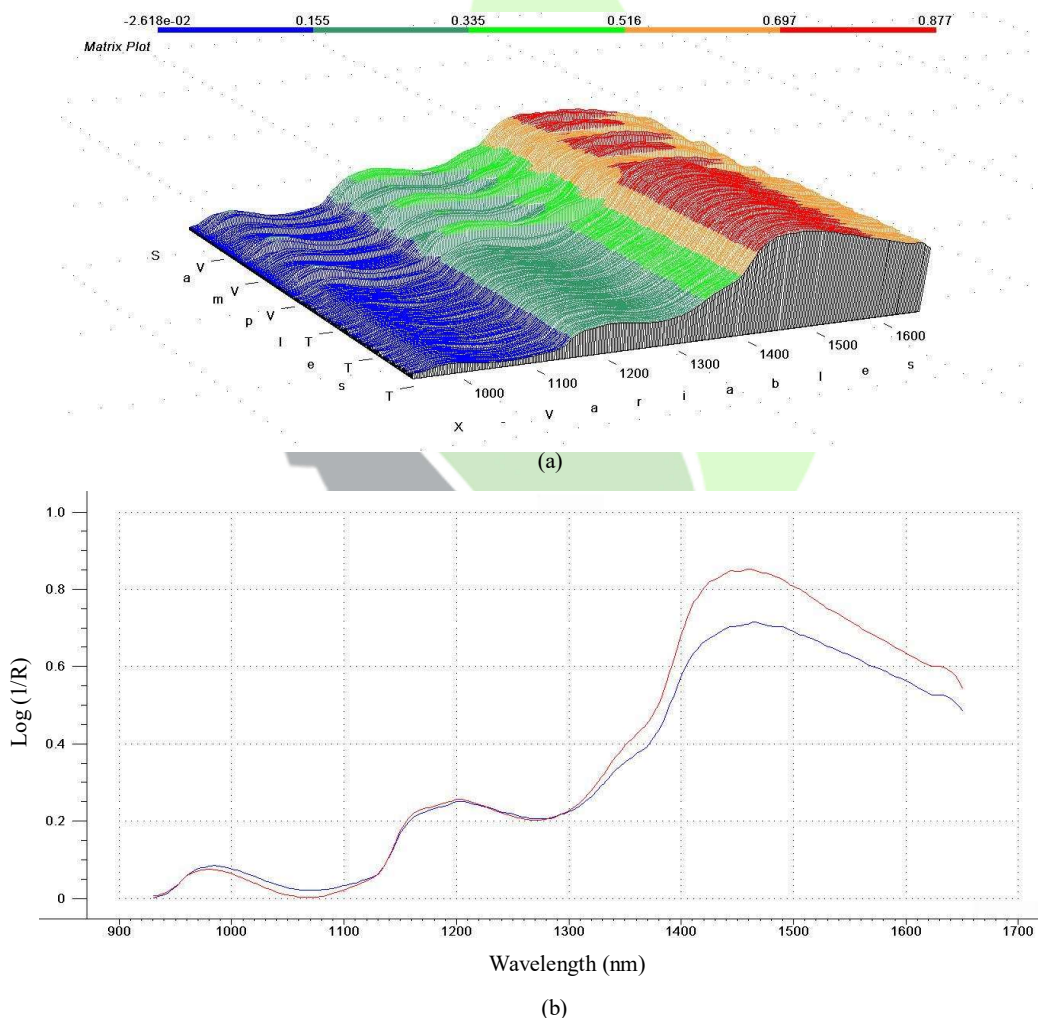 -2.618e-02 0.155 0.335 0.516 0.697 0.877
Matrix Plot
S a m p l e s
V V V T T T
1000 1100 1200 1300 1400 1500 1600
X - V a r i a b l e s
(a)
Log (1/R)
1.0
0.8
0.6
0.4
0.2
0
900 1000 1100 1200 1300 1400 1500 1600 1700
Wavelength (nm)
(b)